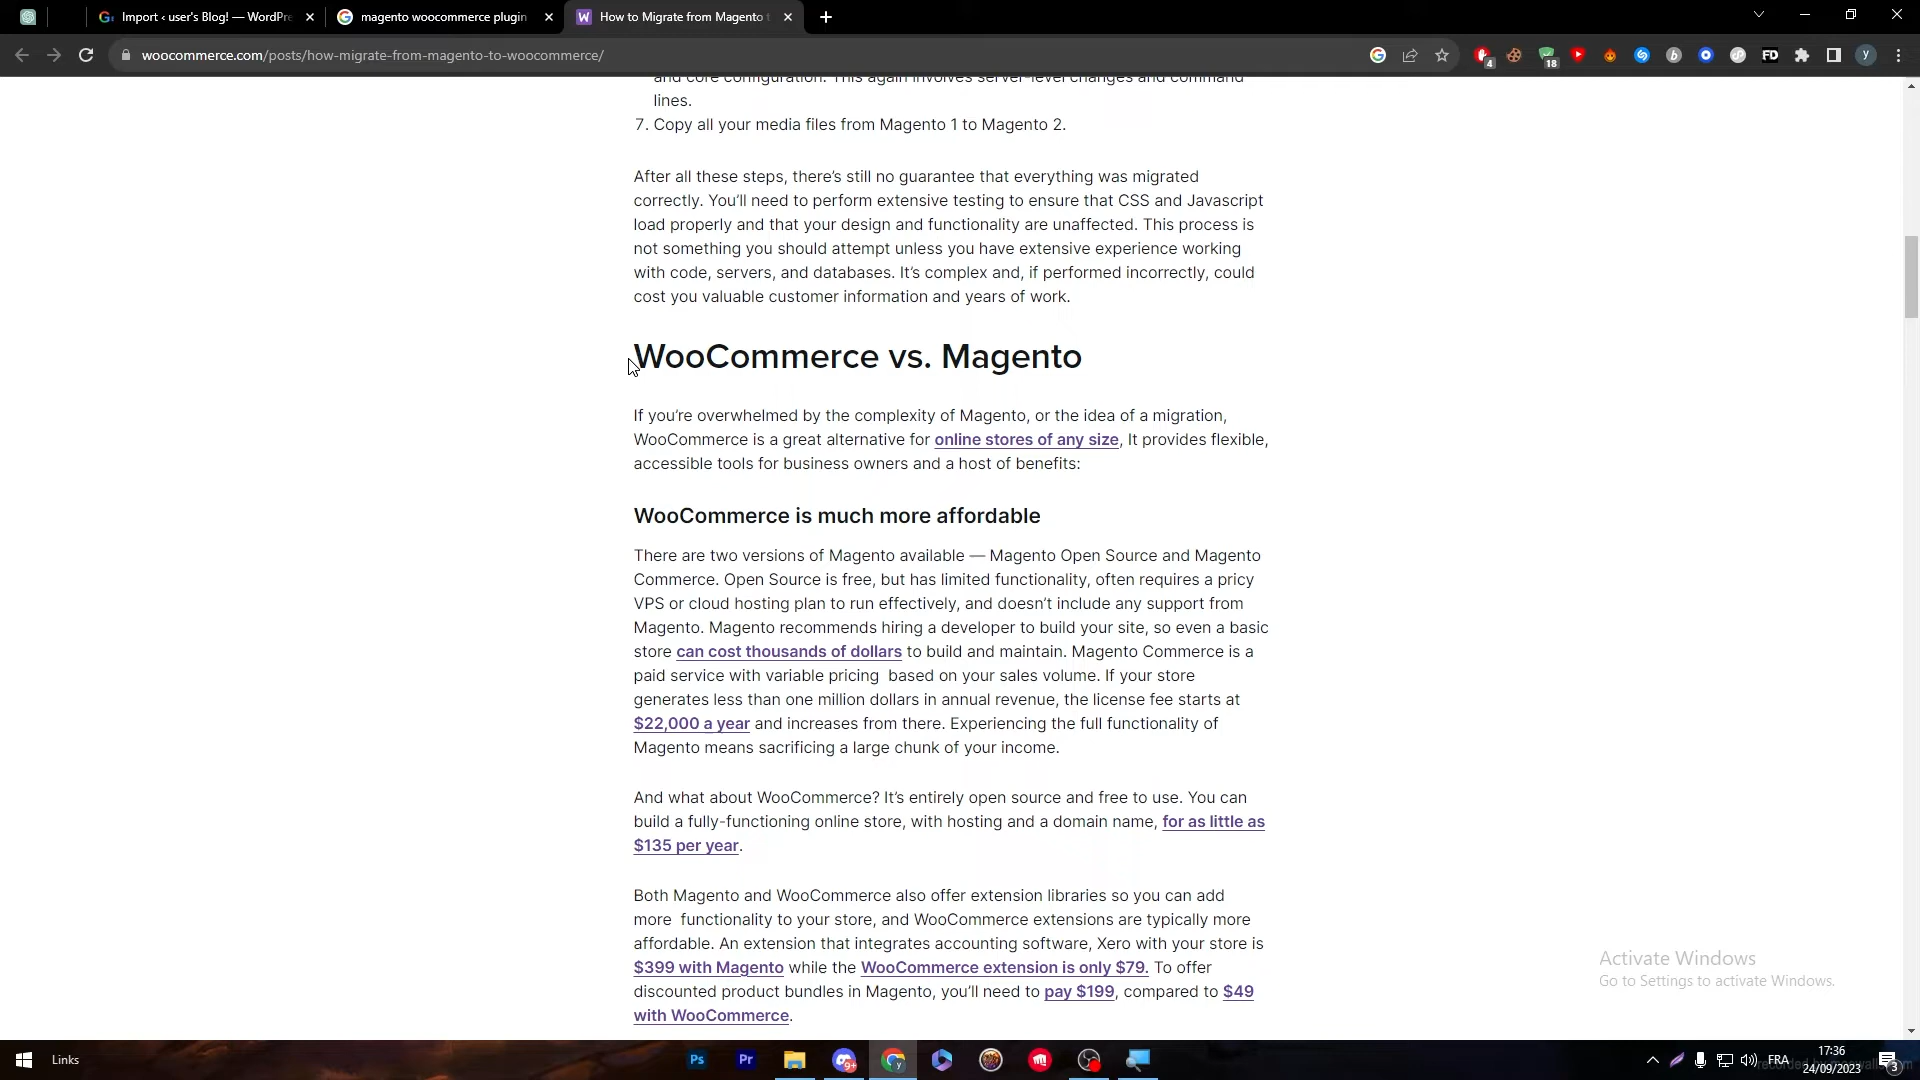 Import ‹ user's Blog! — WordPre
magento woocommerce plugin
How to Migrate from Magento t
woocommerce.com/posts/how-migrate-from-magento-to-woocommerce/
4
18
FD
y
and core configuration. This again involves server-level changes and command
lines.
7. Copy all your media files from Magento 1 to Magento 2.
After all these steps, there's still no guarantee that everything was migrated
correctly. You'll need to perform extensive testing to ensure that CSS and Javascript
load properly and that your design and functionality are unaffected. This process is
not something you should attempt unless you have extensive experience working
with code, servers, and databases. It's complex and, if performed incorrectly, could
cost you valuable customer information and years of work.
WooCommerce vs. Magento
If you're overwhelmed by the complexity of Magento, or the idea of a migration,
WooCommerce is a great alternative for online stores of any size, It provides flexible,
accessible tools for business owners and a host of benefits:
WooCommerce is much more affordable
There are two versions of Magento available — Magento Open Source and Magento
Commerce. Open Source is free, but has limited functionality, often requires a pricy
VPS or cloud hosting plan to run effectively, and doesn't include any support from
Magento. Magento recommends hiring a developer to build your site, so even a basic
store can cost thousands of dollars to build and maintain. Magento Commerce is a
paid service with variable pricing  based on your sales volume. If your store
generates less than one million dollars in annual revenue, the license fee starts at
$22,000 a year and increases from there. Experiencing the full functionality of
Magento means sacrificing a large chunk of your income.
And what about WooCommerce? It's entirely open source and free to use. You can
build a fully-functioning online store, with hosting and a domain name, for as little as
$135 per year.
Both Magento and WooCommerce also offer extension libraries so you can add
more  functionality to your store, and WooCommerce extensions are typically more
affordable. An extension that integrates accounting software, Xero with your store is
$399 with Magento while the WooCommerce extension is only $79. To offer
discounted product bundles in Magento, you'll need to pay $199, compared to $49
with WooCommerce.
Activate Windows
Go to Settings to activate Windows.
Links
Ps
Pr
9+
FRA
17:36
24/09/2023
3